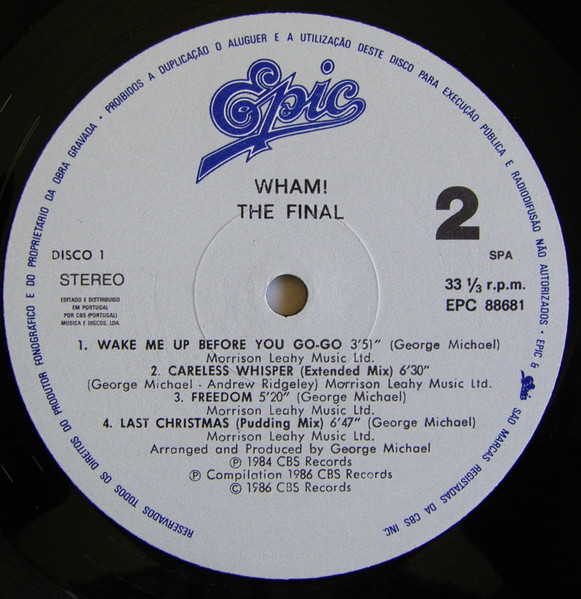 RESERVADOS TODOS OS DIREITOS DO PRODUTOR FONOGRÁFICO E DO PROPRIETÁRIO DA OBRA GRAVADA • PROIBIDOS A DUPLICAÇÃO O ALUGUER E A UTILIZAÇÃO DESTE DISCO PARA EXECUÇÃO PÚBLICA E RADIODIFUSÃO NÃO AUTORIZADOS • EPIC & Epic SÃO MARCAS REGISTADAS DA CBS INC.
Epic
WHAM!
THE FINAL
2
DISCO 1
SPA
STEREO
33 1/3 r.p.m.
EPC 88681
EDITADO E DISTRIBUIDO
EM PORTUGAL
POR CBS (PORTUGAL)
MÚSICA E DISCOS, LDA.
1. WAKE ME UP BEFORE YOU GO-GO 3'51" (George Michael)
Morrison Leahy Music Ltd.
2. CARELESS WHISPER (Extended Mix) 6'30"
(George Michael - Andrew Ridgeley) Morrison Leahy Music Ltd.
3. FREEDOM 5'20" (George Michael)
Morrison Leahy Music Ltd.
4. LAST CHRISTMAS (Pudding Mix) 6'47" (George Michael)
Morrison Leahy Music Ltd.
Arranged and Produced by George Michael
Ⓟ 1984 CBS Records
Ⓟ Compilation 1986 CBS Records
© 1986 CBS Records